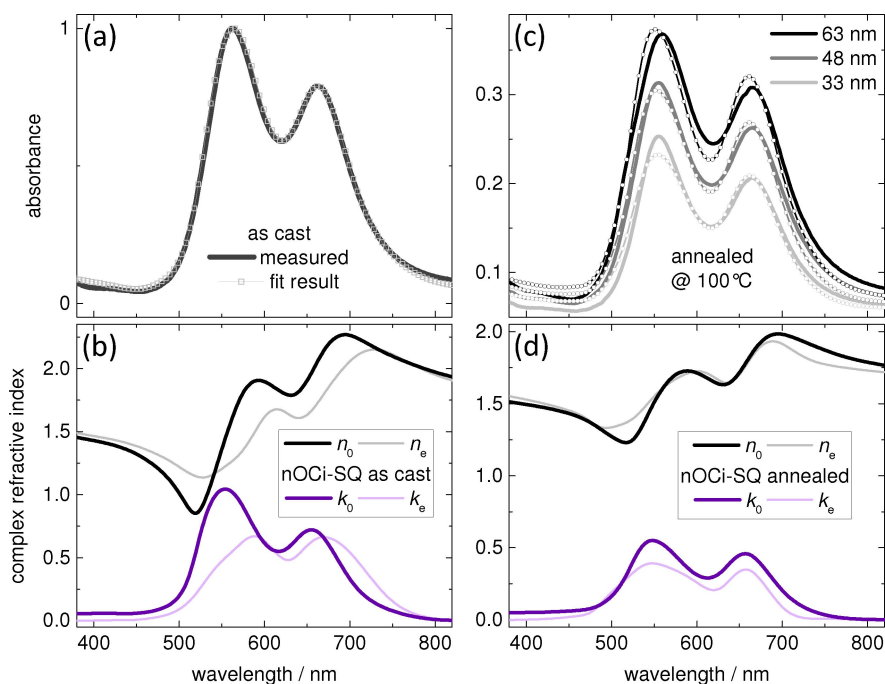 (a)
1
0
absorbance
as cast
measured
fit result
(c)
63 nm
48 nm
33 nm
0.3
0.2
0.1
annealed
@ 100°C
(b)
2.0
1.5
1.0
0.5
0.0
complex refractive index
n0 ne
nOCi-SQ as cast
k0 ke
400 500 600 700 800
wavelength / nm
(d)
2.0
1.5
1.0
0.5
0.0
n0 ne
nOCi-SQ annealed
k0 ke
400 500 600 700 800
wavelength / nm